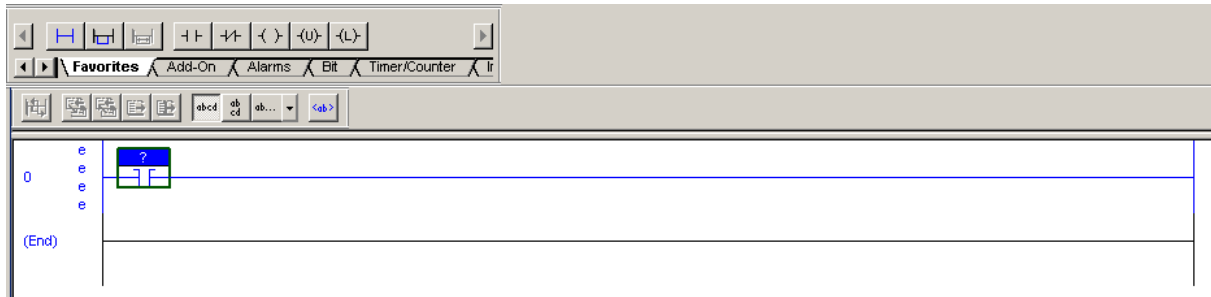 (U) (L)
Favorites Add-On Alarms Bit Timer/Counter
abcd ab cd ab... <ab>
e
?
e
0
e
e
(End)